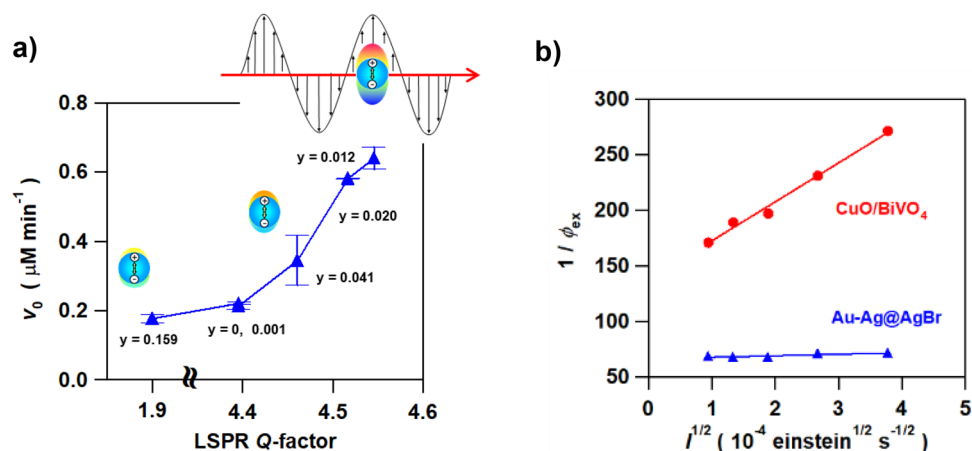 a)
0.8
0.6
0.4
0.2
0.0
v₀ ( μM min⁻¹)
y = 0.012
y = 0.020
y = 0.041
y = 0.159
y = 0, 0.001
+
-
+
-
+
-
1.9 4.4 4.5 4.6
LSPR Q-factor
b)
300
250
200
150
100
50
1 / ϕex
CuO/BiVO₄
Au-Ag@AgBr
0 1 2 3 4 5
I^1/2 ( 10⁻⁴ einstein^1/2 s^-1/2 )